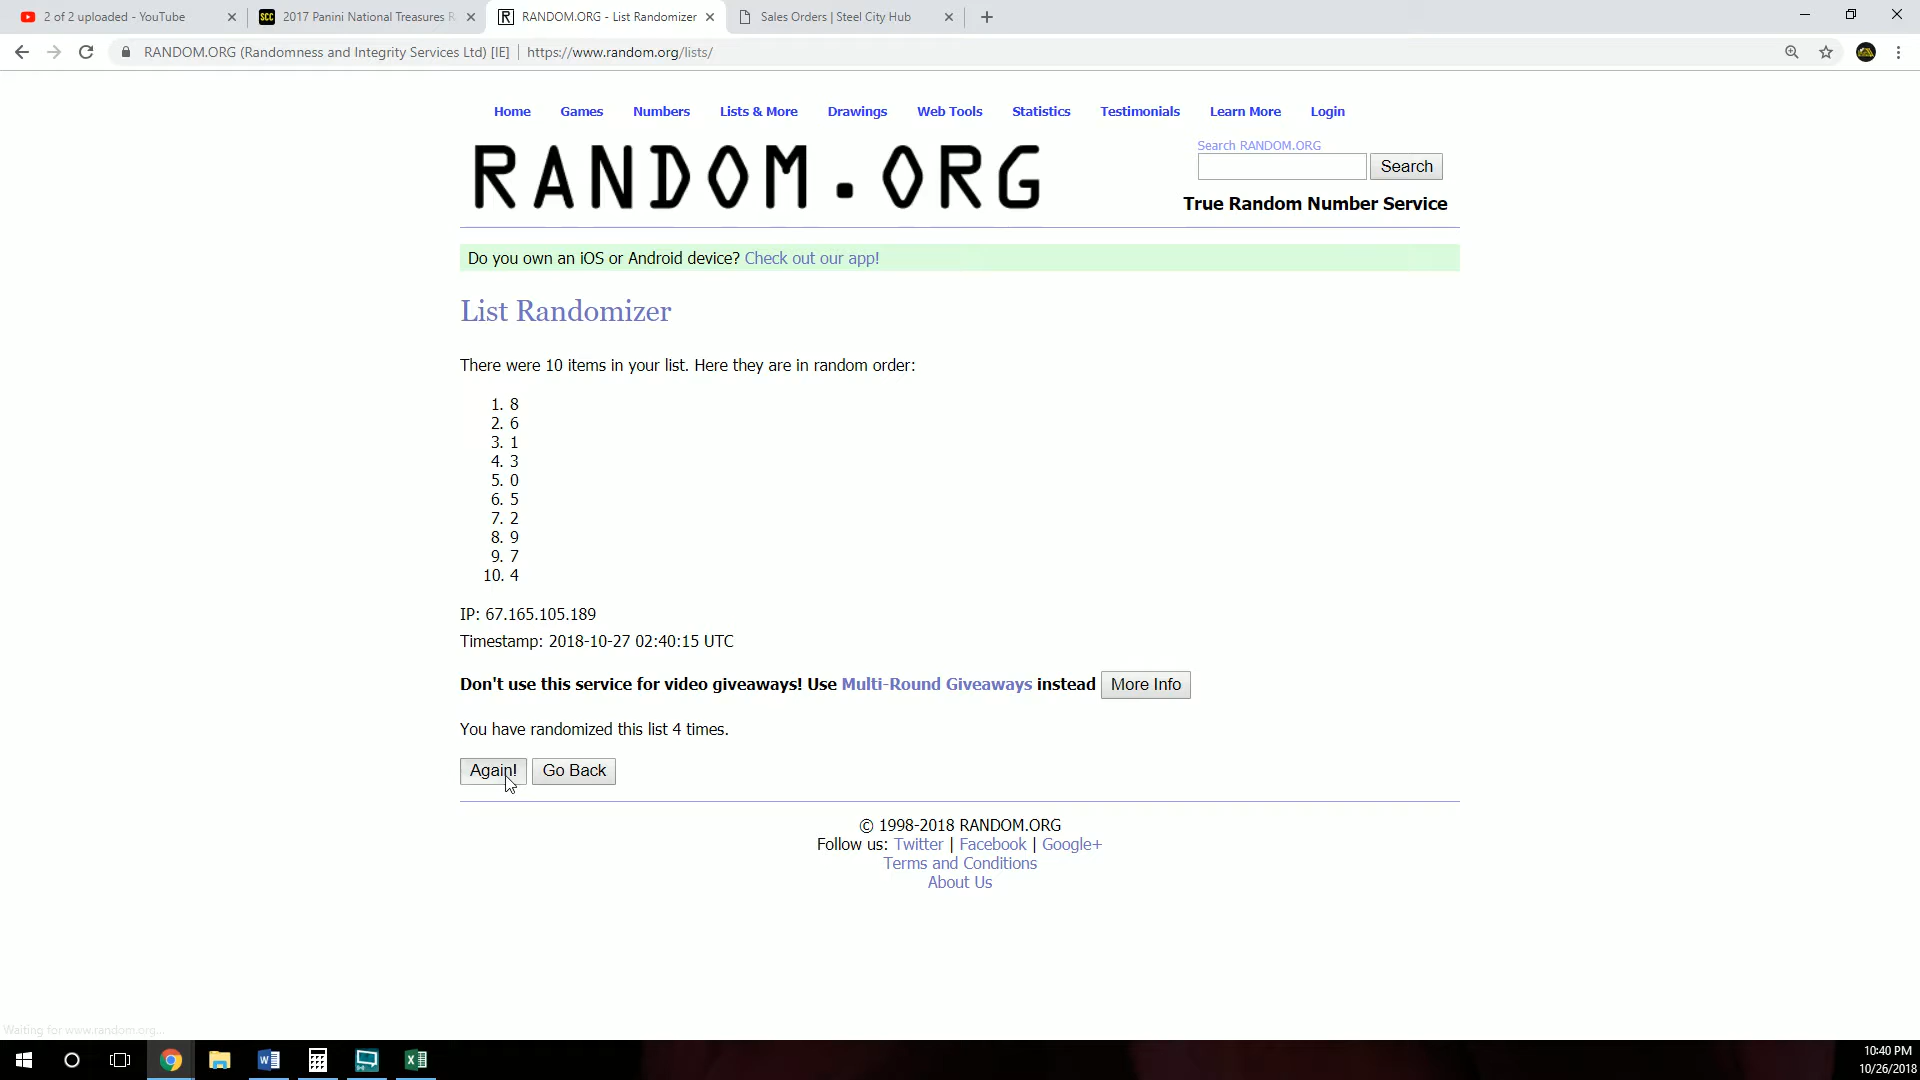 2 of 2 uploaded - YouTube
2017 Panini National Treasures R
RANDOM.ORG - List Randomizer
Sales Orders | Steel City Hub
RANDOM.ORG (Randomness and Integrity Services Ltd) [IE] | https://www.random.org/lists/
Home Games Numbers Lists & More Drawings Web Tools Statistics Testimonials Learn More Login
RANDOM.ORG
Search RANDOM.ORG
Search
True Random Number Service
Do you own an iOS or Android device? Check out our app!
List Randomizer
There were 10 items in your list. Here they are in random order:
1. 8
2. 6
3. 1
4. 3
5. 0
6. 5
7. 2
8. 9
9. 7
10. 4
IP: 67.165.105.189
Timestamp: 2018-10-27 02:40:15 UTC
Don't use this service for video giveaways! Use Multi-Round Giveaways instead More Info
You have randomized this list 4 times.
Again! Go Back
© 1998-2018 RANDOM.ORG
Follow us: Twitter | Facebook | Google+
Terms and Conditions
About Us
Waiting for www.random.org...
10:40 PM
10/26/2018